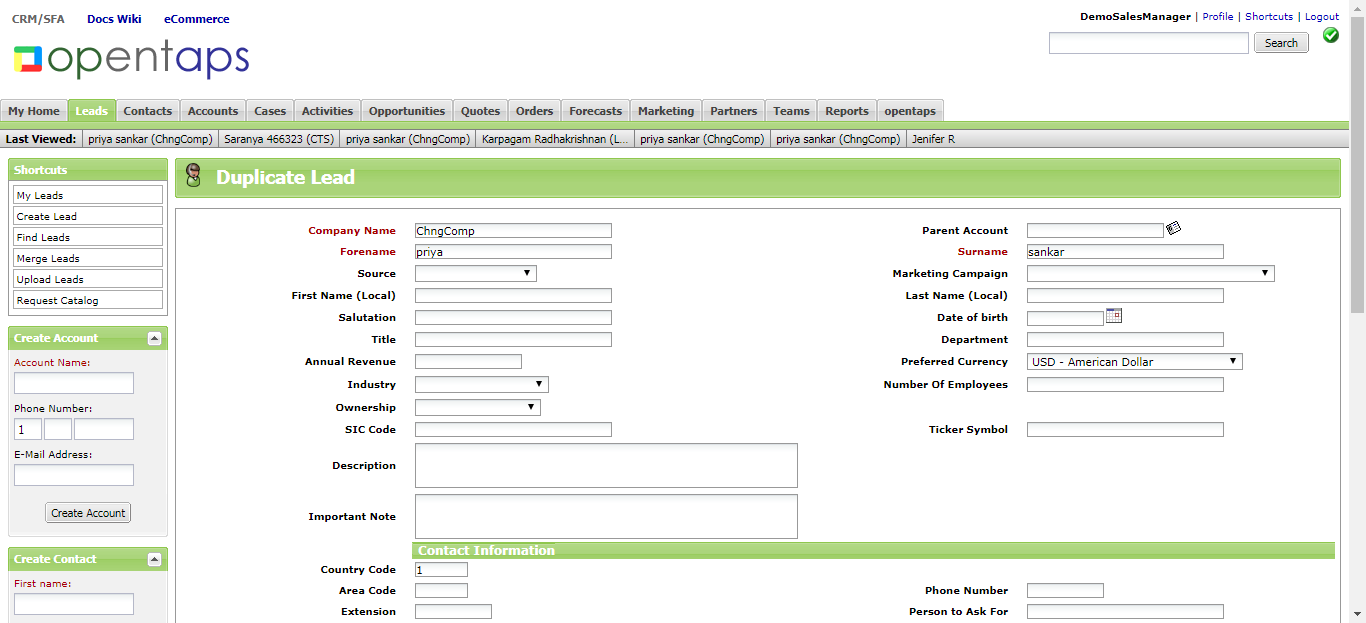 CRM/SFA Docs Wiki eCommerce
DemoSalesManager | Profile | Shortcuts | Logout
opentaps
Search
My Home Leads Contacts Accounts Cases Activities Opportunities Quotes Orders Forecasts Marketing Partners Teams Reports opentaps
Last Viewed: priya sankar (ChngComp) Saranya 466323 (CTS) priya sankar (ChngComp) Karpagam Radhakrishnan (L... priya sankar (ChngComp) priya sankar (ChngComp) Jenifer R
Shortcuts
My Leads
Create Lead
Find Leads
Merge Leads
Upload Leads
Request Catalog
Create Account
Account Name:
Phone Number:
1
E-Mail Address:
Create Account
Create Contact
First name:
Duplicate Lead
Company Name ChngComp Parent Account
Forename priya Surname sankar
Source Marketing Campaign
First Name (Local) Last Name (Local)
Salutation Date of birth
Title Department
Annual Revenue Preferred Currency USD - American Dollar
Industry Number Of Employees
Ownership
SIC Code Ticker Symbol
Description
Important Note
Contact Information
Country Code 1
Area Code Phone Number
Extension Person to Ask For